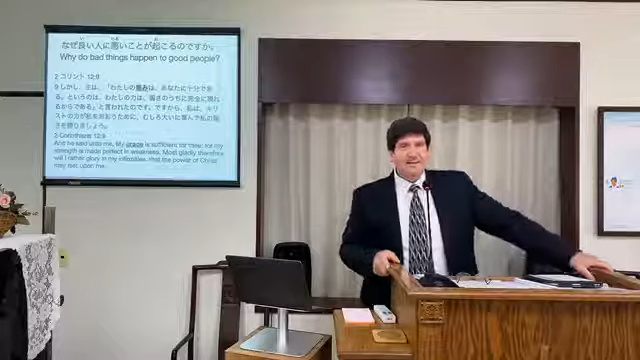 なぜ良い人に悪いことが起こるのですか。
Why do bad things happen to good people?
2 コリント 12:9
9 しかし、主は、「わたしの恵みは、あなたに十分であ
る。というのは、わたしの力は、弱さのうちに完全に現れ
るからである」と言われたのです。ですから、私は、キリ
ストの力が私をおおうために、むしろ大いに喜んで私の弱
さを誇りましょう。
2 Corinthians 12:9
And he said unto me, My grace is sufficient for thee: for my
strength is made perfect in weakness. Most gladly therefore
will I rather glory in my infirmities, that the power of Christ
may rest upon me.